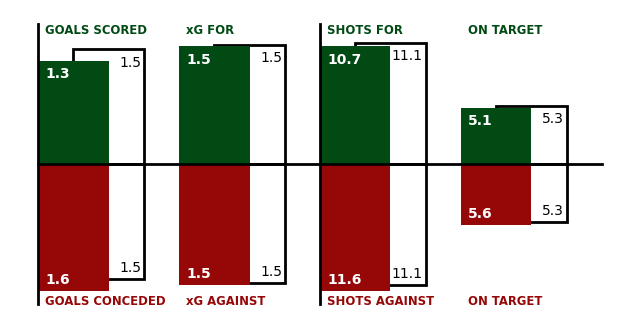 GOALS SCORED xG FOR SHOTS FOR ON TARGET
1.3 1.5 1.5 1.5 10.7 11.1 5.1 5.3
1.6 1.5 1.5 1.5 11.6 11.1 5.6 5.3
GOALS CONCEDED xG AGAINST SHOTS AGAINST ON TARGET